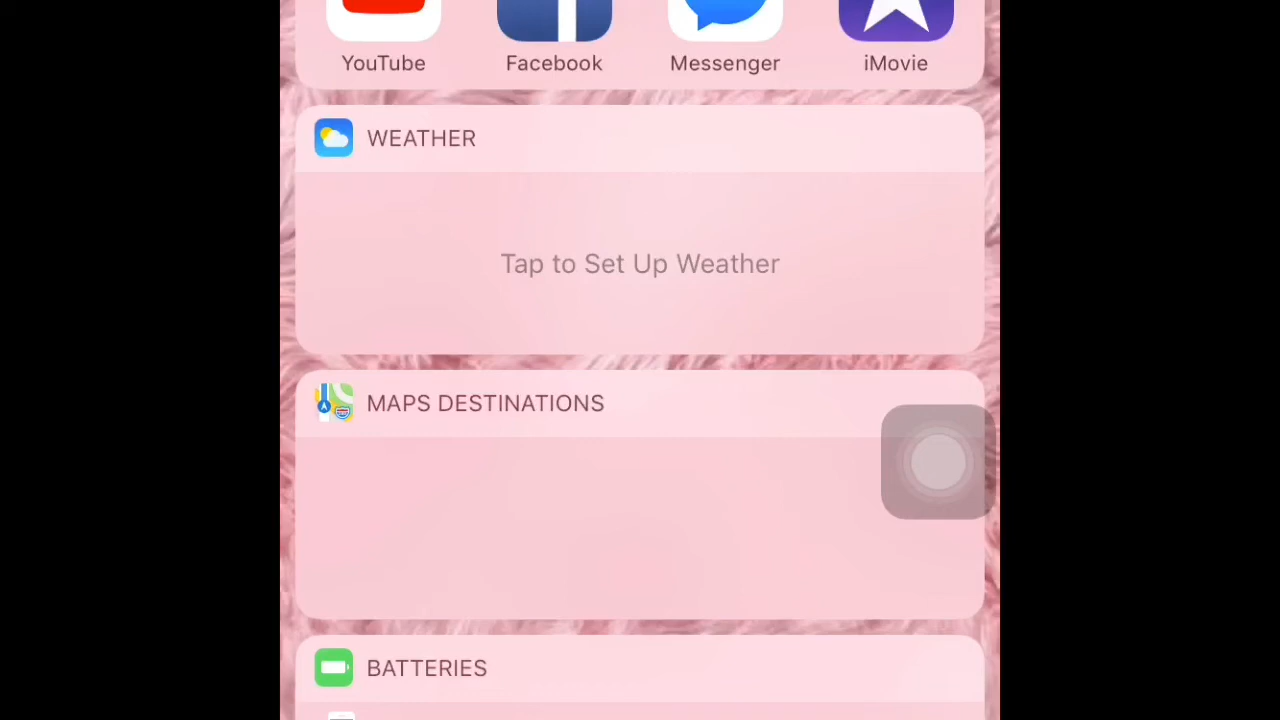 YouTube Facebook Messenger iMovie
WEATHER
Tap to Set Up Weather
MAPS DESTINATIONS
BATTERIES